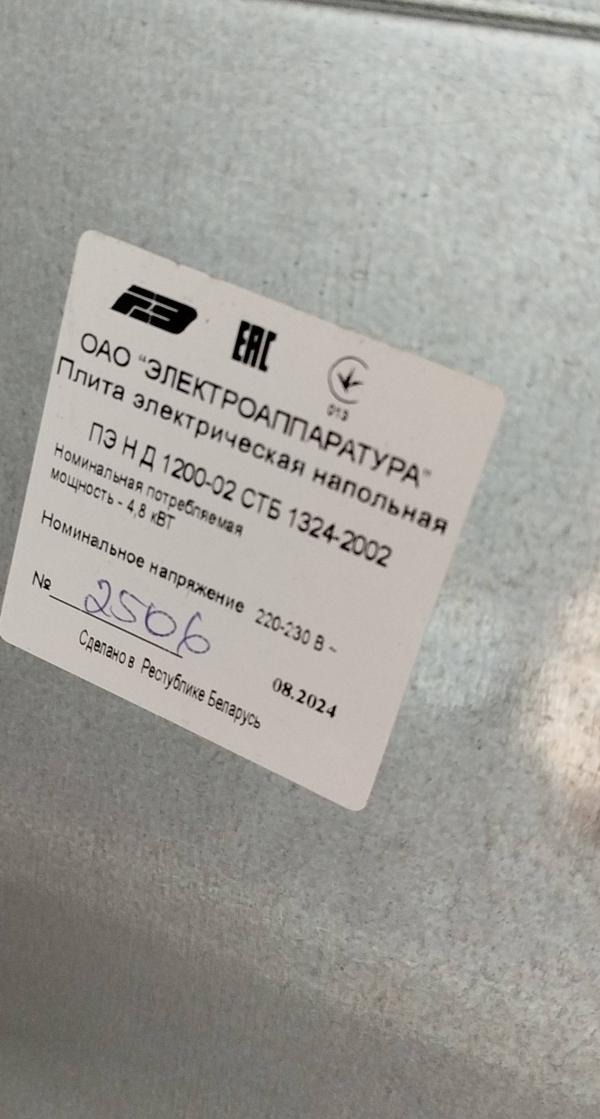 ЕАС
013
ОАО "ЭЛЕКТРОАППАРАТУРА"
Плита электрическая напольная
ПЭ Н Д 1200-02 СТБ 1324-2002
Номинальная потребляемая
мощность - 4,8 кВТ
Номинальное напряжение 220-230 В ~
№ 2506
08.2024
Сделано в Республике Беларусь